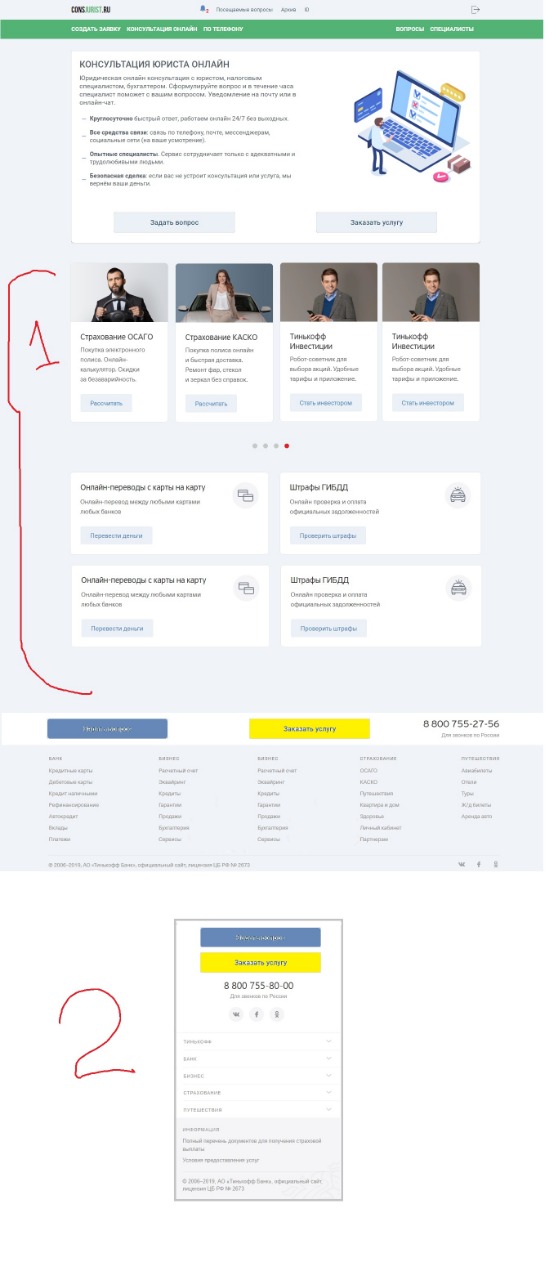 CONSJURIST.RU
2 Посещаемые вопросы Архив
СОЗДАТЬ ЗАЯВКУ КОНСУЛЬТАЦИЯ ОНЛАЙН ПО ТЕЛЕФОНУ ВОПРОСЫ СПЕЦИАЛИСТЫ
КОНСУЛЬТАЦИЯ ЮРИСТА ОНЛАЙН
Юридическая онлайн консультация с юристом, налоговым
специалистом, бухгалтером. Сформулируйте вопрос и в течение часа
специалист поможет с вашим вопросом. Уведомление на почту или в
онлайн-чат.
— Круглосуточно быстрый ответ, работаем онлайн 24/7 без выходных.
— Все средства связи: связь по телефону, почте, мессенджерам,
социальные сети (на ваше усмотрение).
— Опытные специалисты. Сервис сотрудничает только с адекватными и
трудолюбивыми людьми.
— Безопасная сделка: если вас не устроит консультация или услуга, мы
вернём ваши деньги
Задать вопрос Заказать услугу
1
Страхование ОСАГО
Покупка электронного
полиса. Онлайн-
калькулятор. Скидки
за безаварийность.
Рассчитать
Страхование КАСКО
Покупка полиса онлайн
и быстрая доставка.
Ремонт фар, стекол
и зеркал без справок.
Рассчитать
Тинькофф
Инвестиции
Робот-советник для
выбора акций. Удобные
тарифы и приложение.
Стать инвестором
Тинькофф
Инвестиции
Робот-советник для
выбора акций. Удобные
тарифы и приложение.
Стать инвестором
Онлайн-переводы с карты на карту
Онлайн-перевод между любыми картами
любых банков
Перевести деньги
Штрафы ГИБДД
Онлайн проверка и оплата
официальных задолженностей
Проверить штрафы
Онлайн-переводы с карты на карту
Онлайн-перевод между любыми картами
любых банков
Перевести деньги
Штрафы ГИБДД
Онлайн проверка и оплата
официальных задолженностей
Проверить штрафы
Заказать услугу
8 800 755-27-56
Для звонков по России
БАНК
Кредитные карты
Дебетовые карты
Кредит наличными
Рефинансирование
Автокредит
Вклады
Платежи
БИЗНЕС
Расчетный счет
Эквайринг
Кредиты
Гарантии
Продажи
Бухгалтерия
Сервисы
БИЗНЕС
Расчетный счет
Эквайринг
Кредиты
Гарантии
Продажи
Бухгалтерия
Сервисы
СТРАХОВАНИЕ
ОСАГО
КАСКО
Путешествия
Квартира и дом
Здоровье
Личный кабинет
Партнерам
ПУТЕШЕСТВИЯ
Авиабилеты
Отели
Туры
Ж/д билеты
Аренда авто
© 2006–2019, АО «Тинькофф Банк», официальный сайт, лицензия ЦБ РФ № 2673
2
Заказать услугу
8 800 755-80-00
Для звонков по России
ТИНЬКОФФ
БАНК
БИЗНЕС
СТРАХОВАНИЕ
ПУТЕШЕСТВИЯ
ИНФОРМАЦИЯ
Полный перечень документов для получения страховой
выплаты
Условия предоставления услуг
© 2006–2019, АО «Тинькофф Банк», официальный сайт,
лицензия ЦБ РФ № 2673